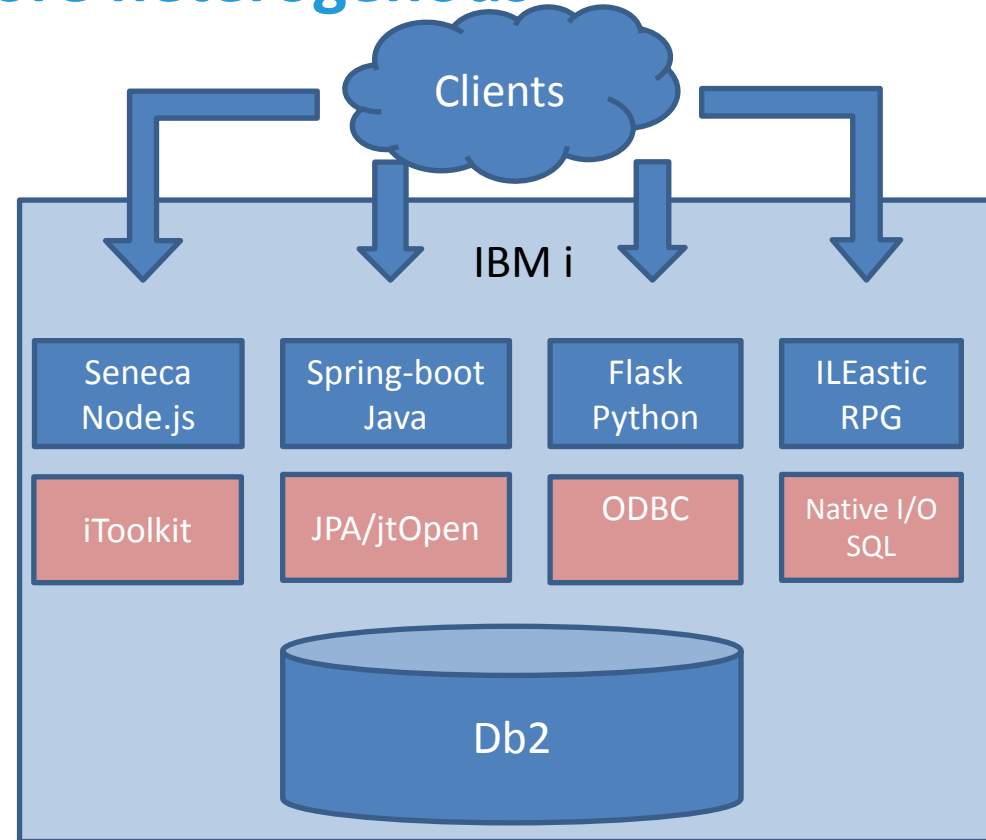 heterogenous
Clients
IBM i
Seneca
Node.js
Spring-boot
Java
Flask
Python
ILEastic
RPG
iToolkit
JPA/jtOpen
ODBC
Native I/O
SQL
Db2